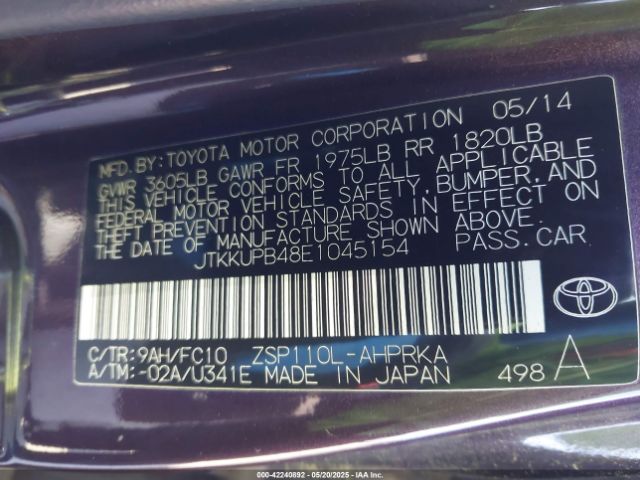 MFD. BY: TOYOTA MOTOR CORPORATION 05/14
GVWR 3605LB GAWR FR 1975LB RR 1820LB
THIS VEHICLE CONFORMS TO ALL APPLICABLE
FEDERAL MOTOR VEHICLE SAFETY, BUMPER, AND
THEFT PREVENTION STANDARDS IN EFFECT ON
THE DATE OF MANUFACTURE SHOWN ABOVE.
JTKKUPB48E1045154 PASS. CAR
C/TR: 9AH/FC10 ZSP110L-AHPRKA
A/TM: -02A/U341E MADE IN JAPAN 498 A
000-42240892 - 05/20/2025 - IAAI, Inc.